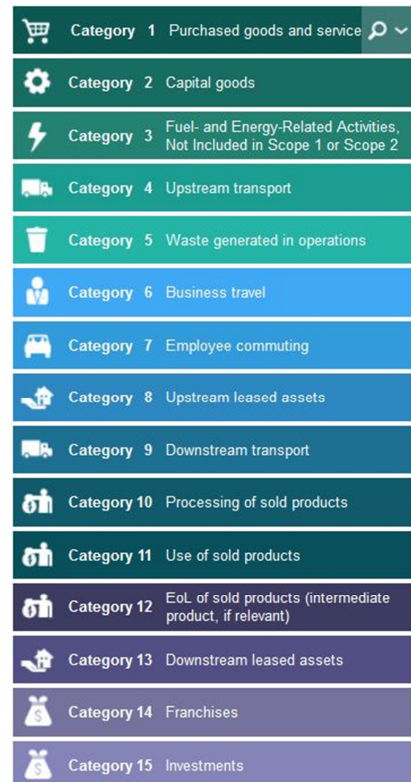 Category 1 Purchased goods and service
Category 2 Capital goods
Category 3 Fuel- and Energy-Related Activities,
Not Included in Scope 1 or Scope 2
Category 4 Upstream transport
Category 5 Waste generated in operations
Category 6 Business travel
Category 7 Employee commuting
Category 8 Upstream leased assets
Category 9 Downstream transport
Category 10 Processing of sold products
Category 11 Use of sold products
Category 12 EoL of sold products (intermediate
product, if relevant)
Category 13 Downstream leased assets
Category 14 Franchises
Category 15 Investments